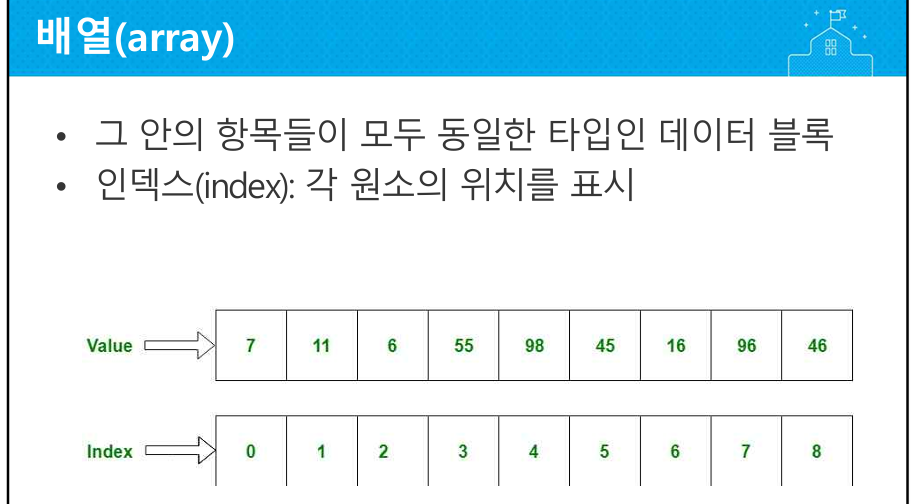 배열(array)
• 그 안의 항목들이 모두 동일한 타입인 데이터 블록
• 인덱스(index): 각 원소의 위치를 표시
Value 7 11 6 55 98 45 16 96 46
Index 0 1 2 3 4 5 6 7 8